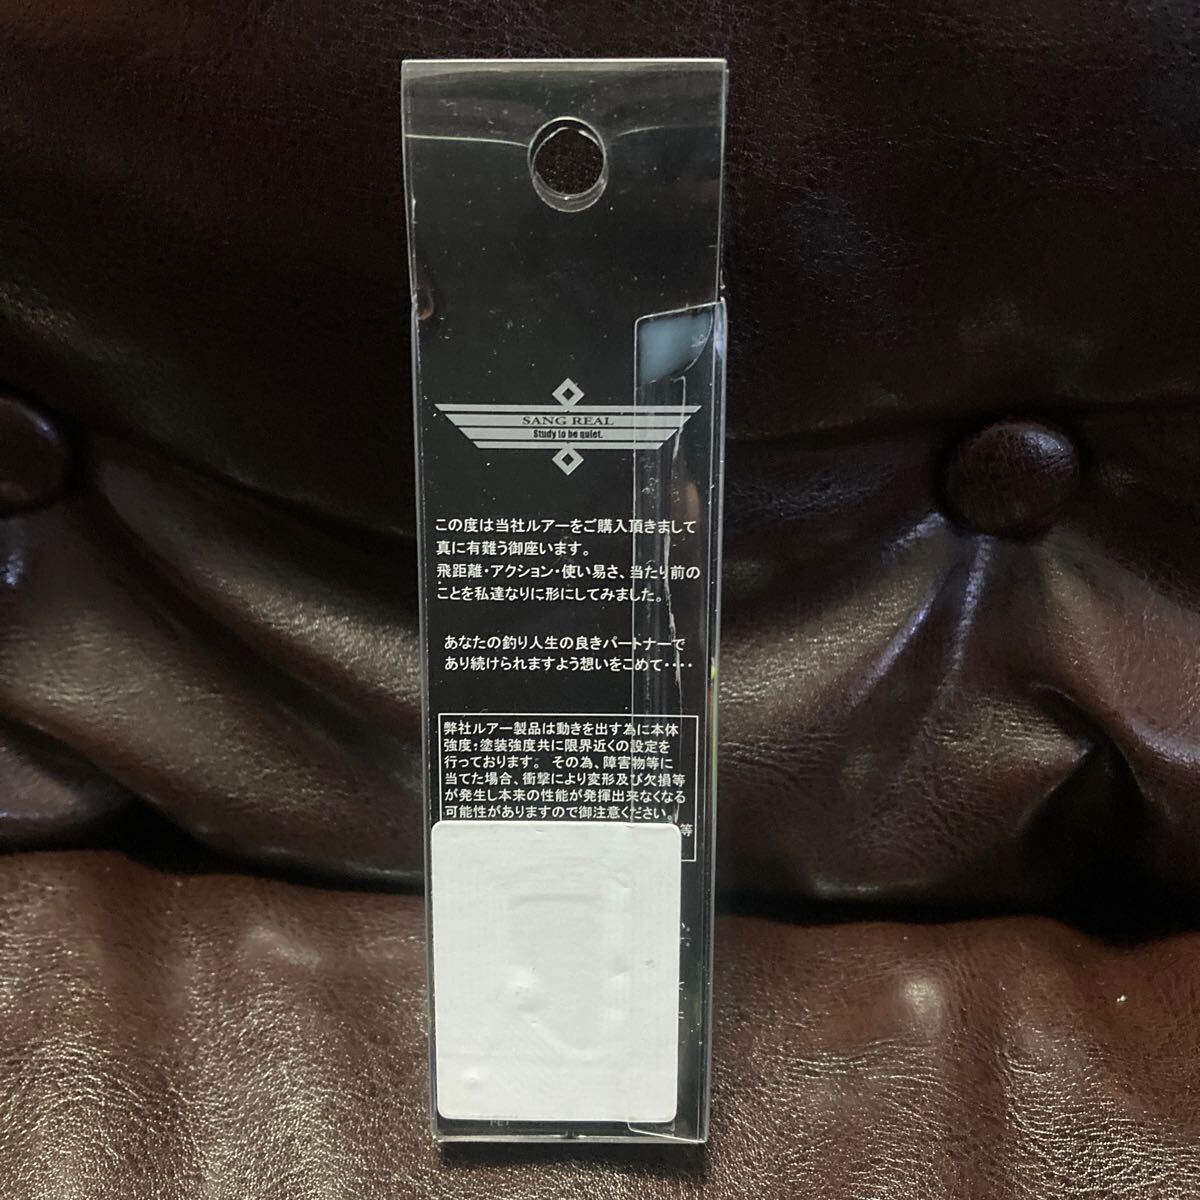 SANG REAL
Study to be quiet.
この度は当社ルアーをご購入頂きまして
真に有難う御座います。
飛距離・アクション・使い易さ、当たり前の
ことを私達なりに形にしてみました。
あなたの釣り人生の良きパートナーで
あり続けられますよう想いをこめて・・・・
弊社ルアー製品は動きを出す為に本体
強度・塗装強度共に限界近くの設定を
行っております。 その為、障害物等に
当てた場合、衝撃により変形及び欠損等
が発生し本来の性能が発揮出来なくなる
可能性がありますので御注意ください。
等